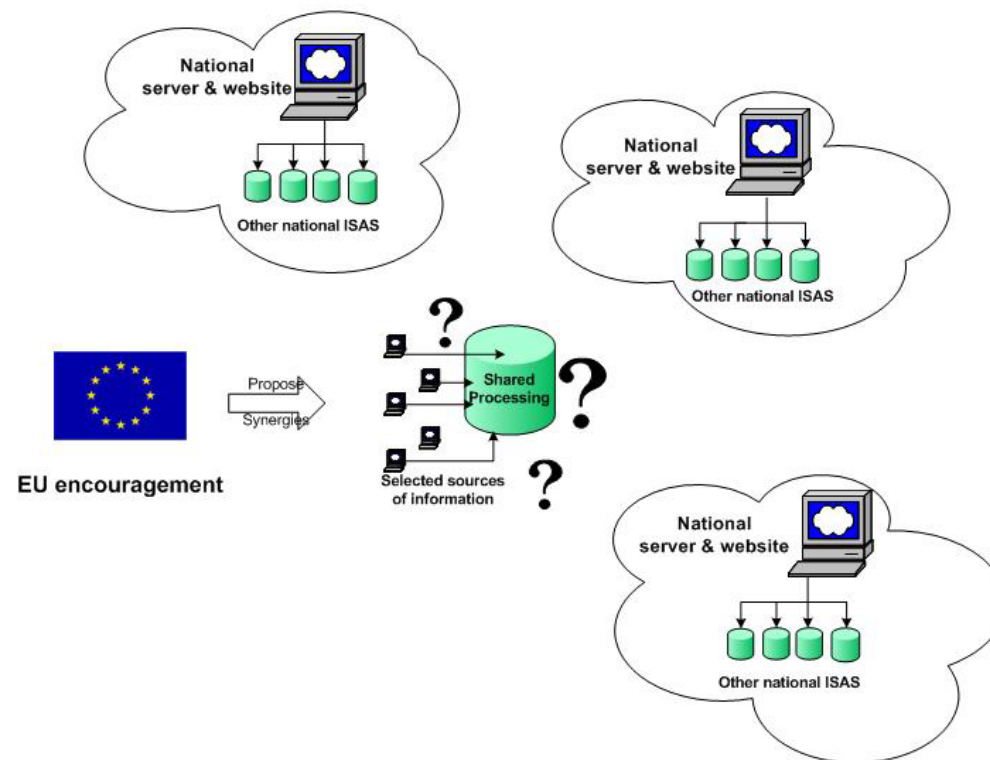 National
server & website
Other national ISAS
National
server & website
Other national ISAS
?
Shared
Processing
?
Propose
Synergies
EU encouragement
Selected sources
of information
?
National
server & website
Other national ISAS